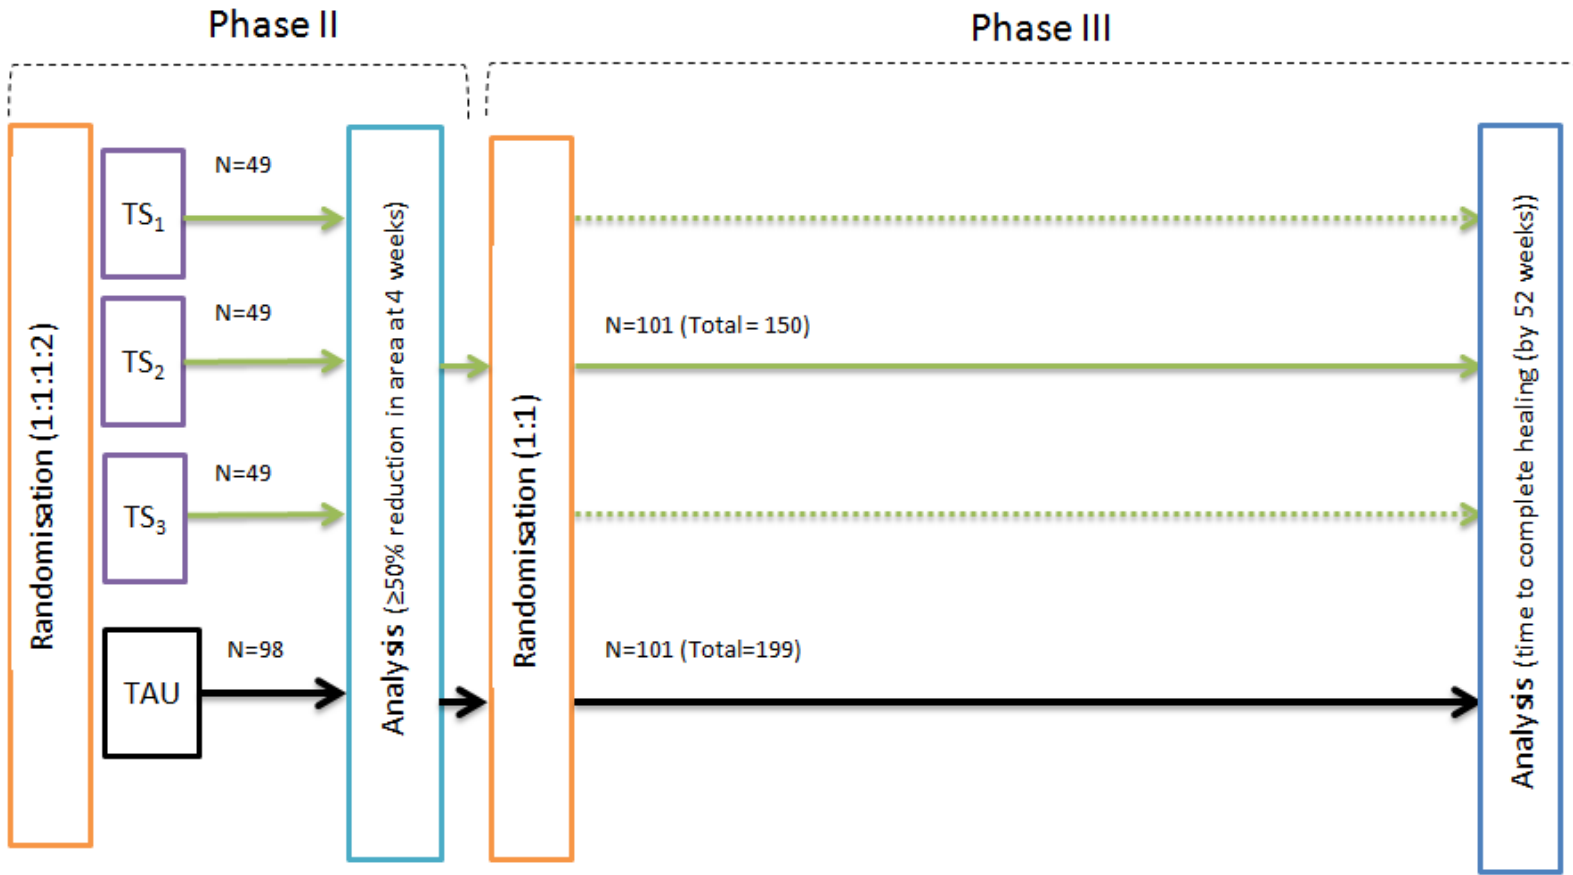 Phase II
Phase III
Randomisation (1:1:1:2)
TS₁
N=49
TS₂
N=49
TS₃
N=49
TAU
N=98
Analysis (≥50% reduction in area at 4 weeks)
Randomisation (1:1)
N=101 (Total = 150)
N=101 (Total=199)
Analysis (time to complete healing (by 52 weeks))